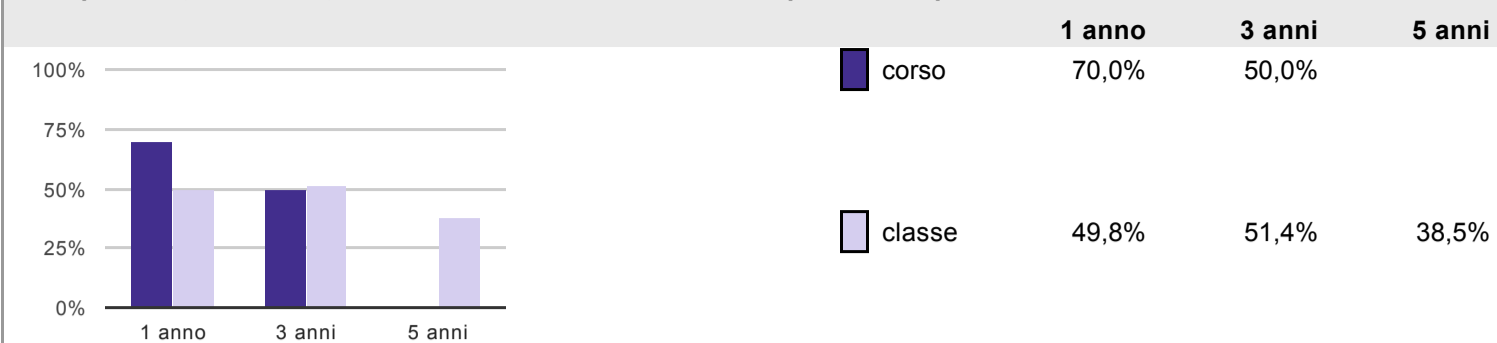 1 anno 3 anni 5 anni
100%
75%
50%
25%
0%
1 anno 3 anni 5 anni
corso 70,0% 50,0%
classe 49,8% 51,4% 38,5%